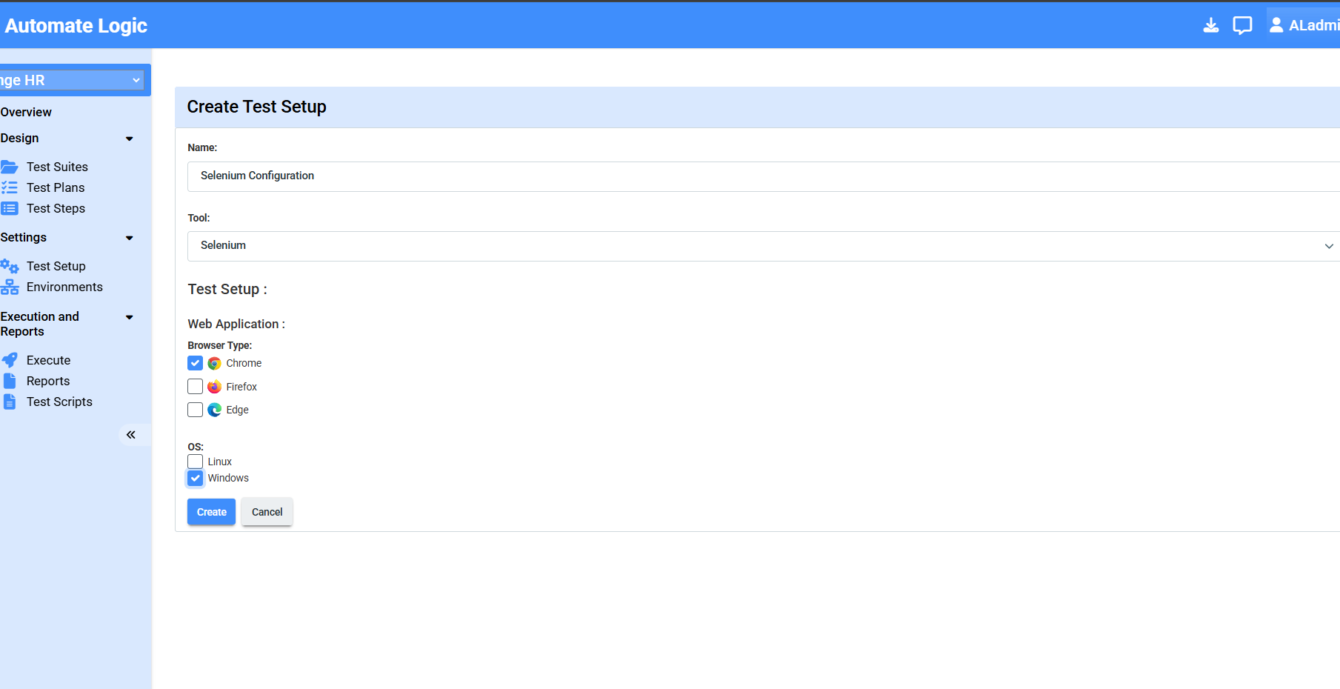 Automate Logic
ALadmi
nge HR
Overview
Design
Test Suites
Test Plans
Test Steps
Settings
Test Setup
Environments
Execution and
Reports
Execute
Reports
Test Scripts
Create Test Setup
Name:
Selenium Configuration
Tool:
Selenium
Test Setup :
Web Application :
Browser Type:
Chrome
Firefox
Edge
OS:
Linux
Windows
Create Cancel